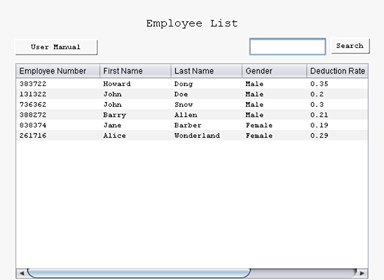 Employee List
User Manual Search
Employee Number First Name Last Name Gender Deduction Rate
383722 Howard Dong Male 0.35
131322 John Doe Male 0.2
736362 John Snow Male 0.3
388272 Barry Allen Male 0.21
838374 Jane Barber Female 0.19
261716 Alice Wonderland Female 0.29